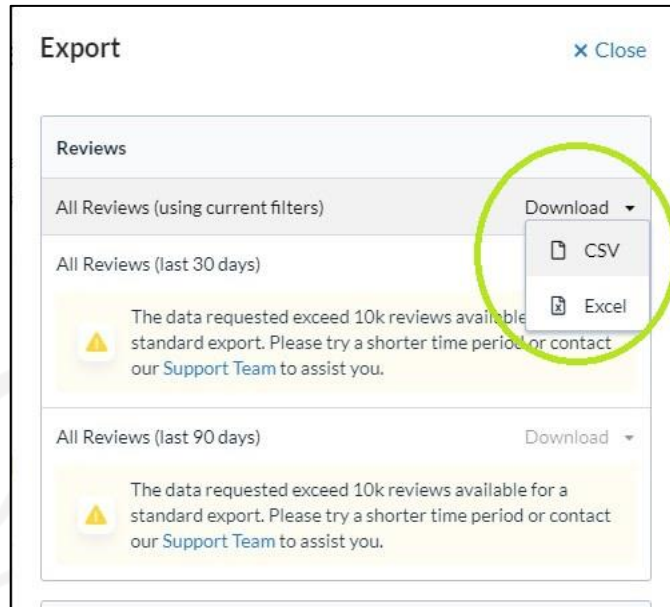 Export
× Close
Reviews
All Reviews (using current filters)
Download
CSV
Excel
All Reviews (last 30 days)
The data requested exceed 10k reviews available
standard export. Please try a shorter time period or contact
our Support Team to assist you.
All Reviews (last 90 days)
Download
The data requested exceed 10k reviews available for a
standard export. Please try a shorter time period or contact
our Support Team to assist you.